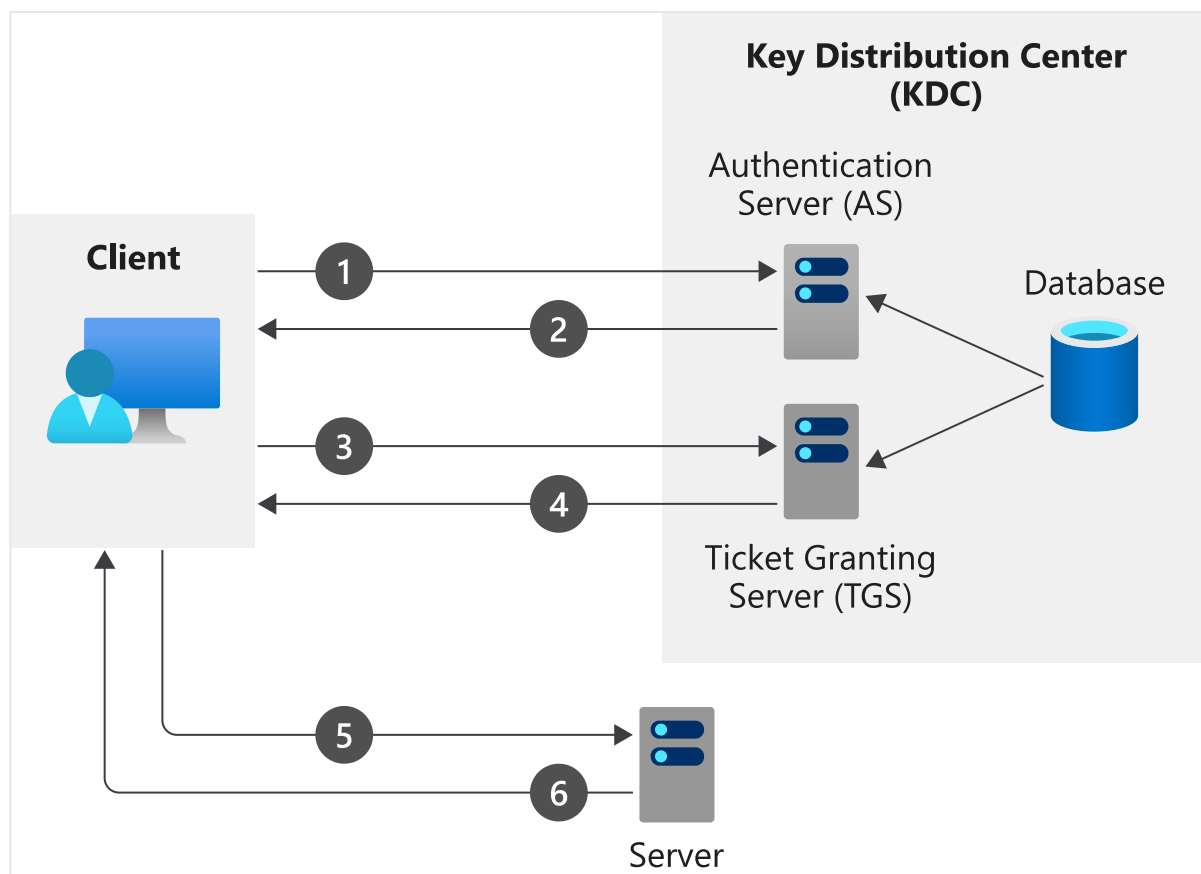 Key Distribution Center
(KDC)
Authentication
Server (AS)
Client
1
Database
2
3
4
Ticket Granting
Server (TGS)
5
6
Server